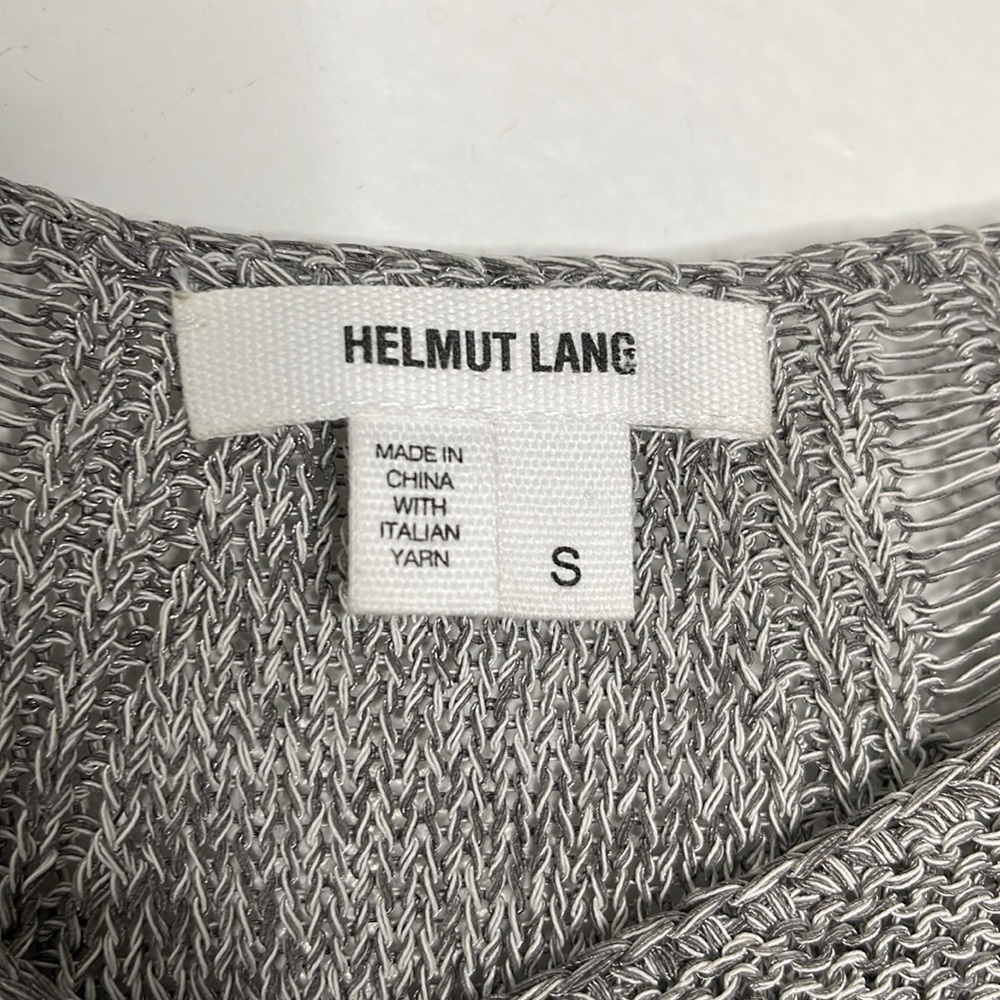 HELMUT LANG
MADE IN
CHINA
WITH
ITALIAN
YARN
S